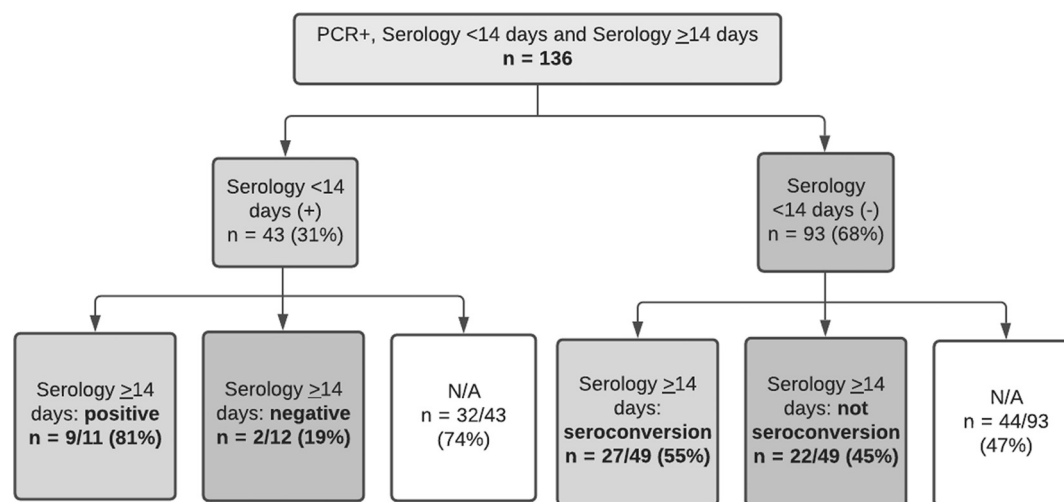 PCR+, Serology <14 days and Serology ≥14 days
n = 136
Serology <14
days (+)
n = 43 (31%)
Serology
<14 days (-)
n = 93 (68%)
Serology ≥14
days: positive
n = 9/11 (81%)
Serology ≥14
days: negative
n = 2/12 (19%)
N/A
n = 32/43
(74%)
Serology ≥14
days:
seroconversion
n = 27/49 (55%)
Serology ≥14
days: not
seroconversion
n = 22/49 (45%)
N/A
n = 44/93
(47%)